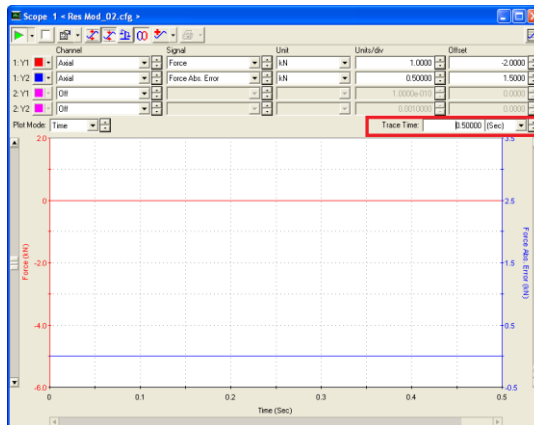 Scope 1 < Res Mod_02.cfg >
Channel Signal Unit Units/div Offset
1: Y1 Axial Force kN 1.0000 -2.0000
1: Y2 Axial Force Abs. Error kN 0.50000 1.5000
2: Y1 Off 1.0000e-010 0.0000
2: Y2 Off 0.0010000 0.0000
Plot Mode: Time Trace Time: 0.50000 (Sec)
2.0 3.5
0 2.5
-2.0 1.5
-4.0 0.5
-6.0 -0.5
Force (kN)
Force Abs. Error (kN)
0 0.1 0.2 0.3 0.4 0.5
Time (Sec)